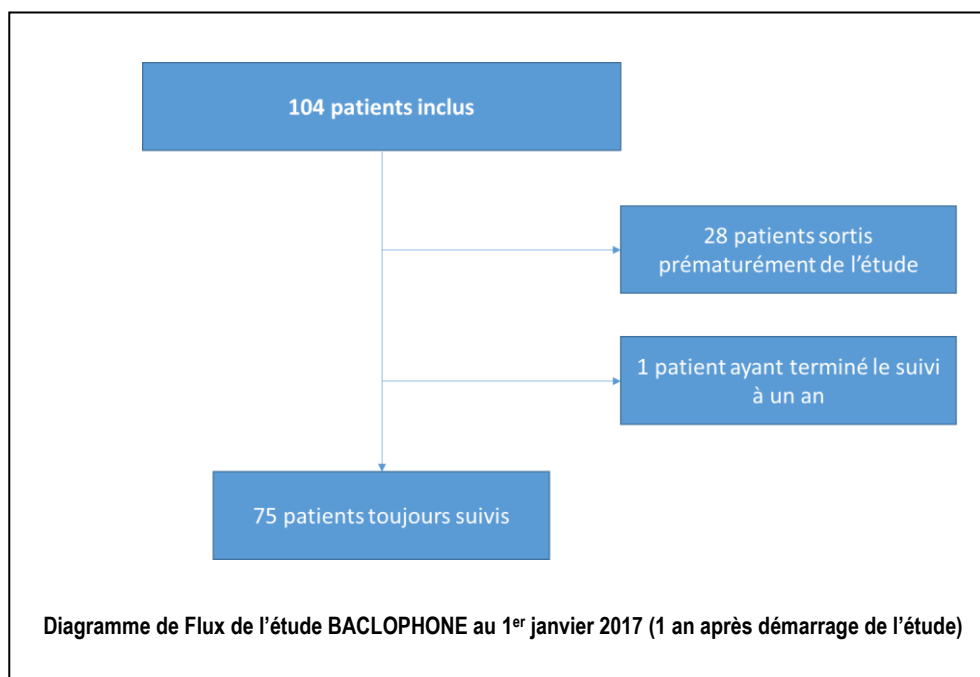 104 patients inclus
28 patients sortis
prématurément de l’étude
1 patient ayant terminé le suivi
à un an
75 patients toujours suivis
Diagramme de Flux de l’étude BACLOPHONE au 1er janvier 2017 (1 an après démarrage de l’étude)